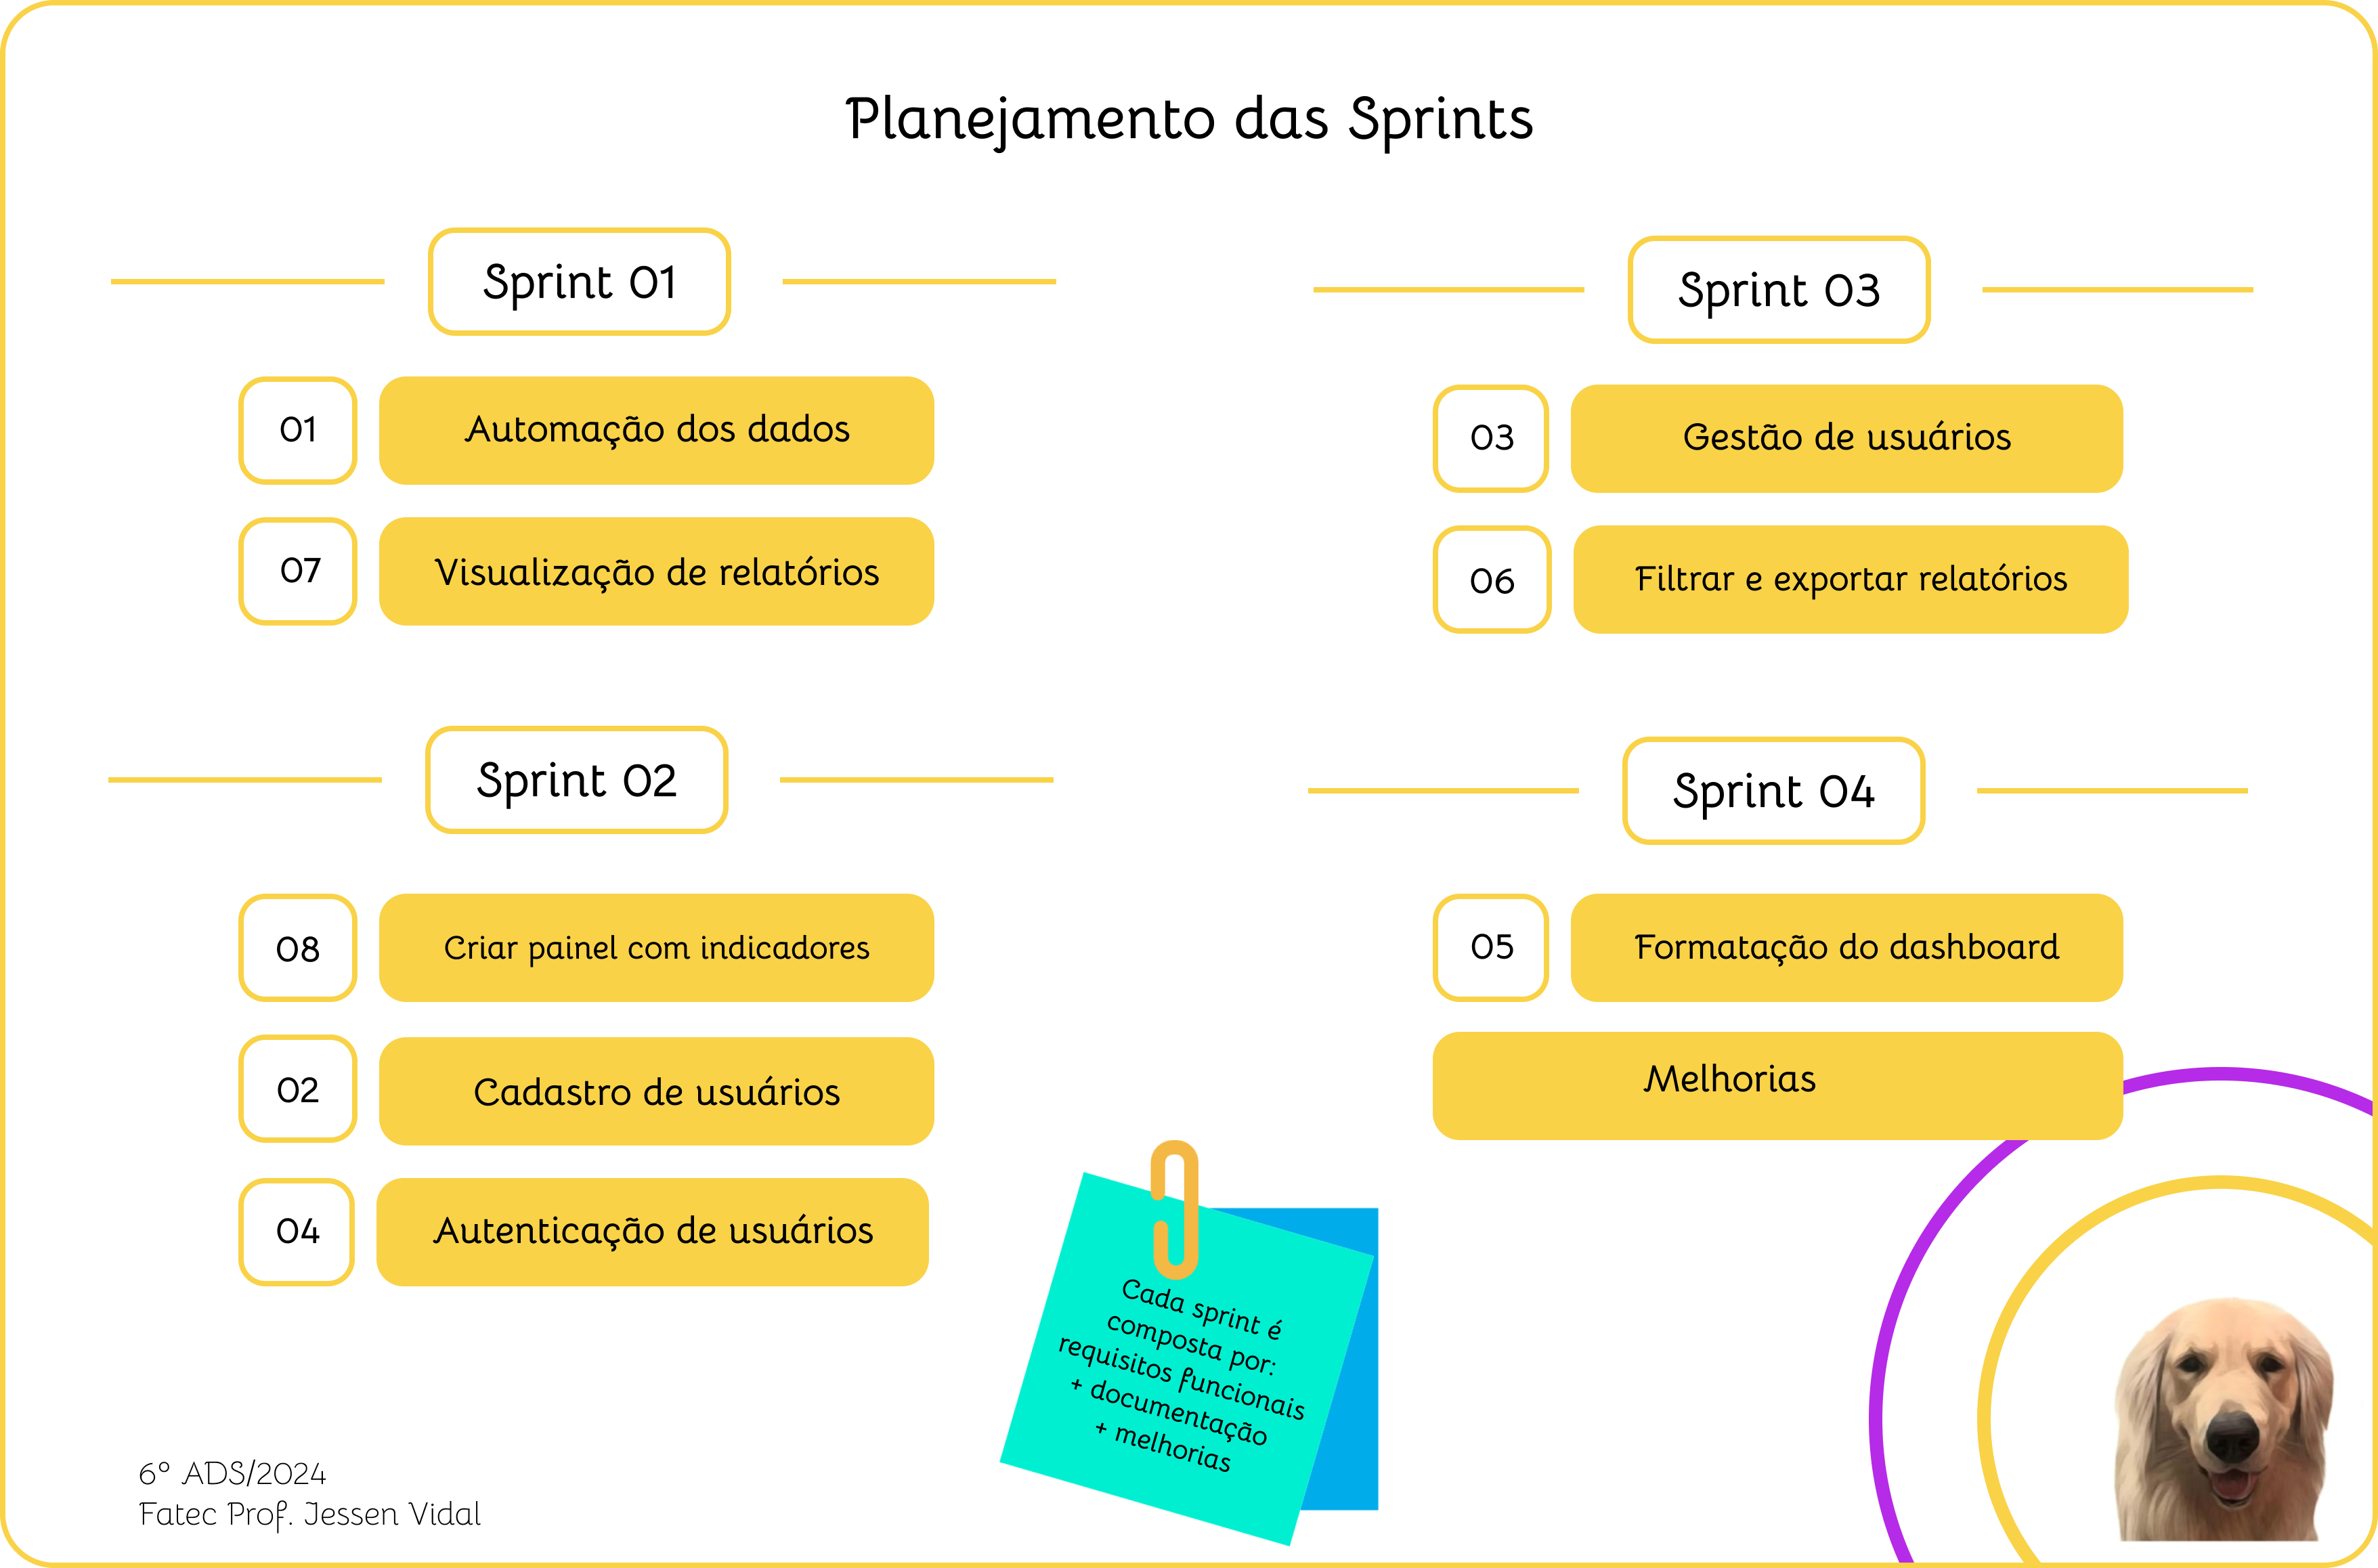 Planejamento das Sprints
Sprint 01
01
Automação dos dados
07
Visualização de relatórios
Sprint 02
08
Criar painel com indicadores
02
Cadastro de usuários
04
Autenticação de usuários
Sprint 03
03
Gestão de usuários
06
Filtrar e exportar relatórios
Sprint 04
05
Formatação do dashboard
Melhorias
Cada sprint é
composta por:
requisitos funcionais
+ documentação
+ melhorias
6º ADS/2024
Fatec Prof. Jessen Vidal